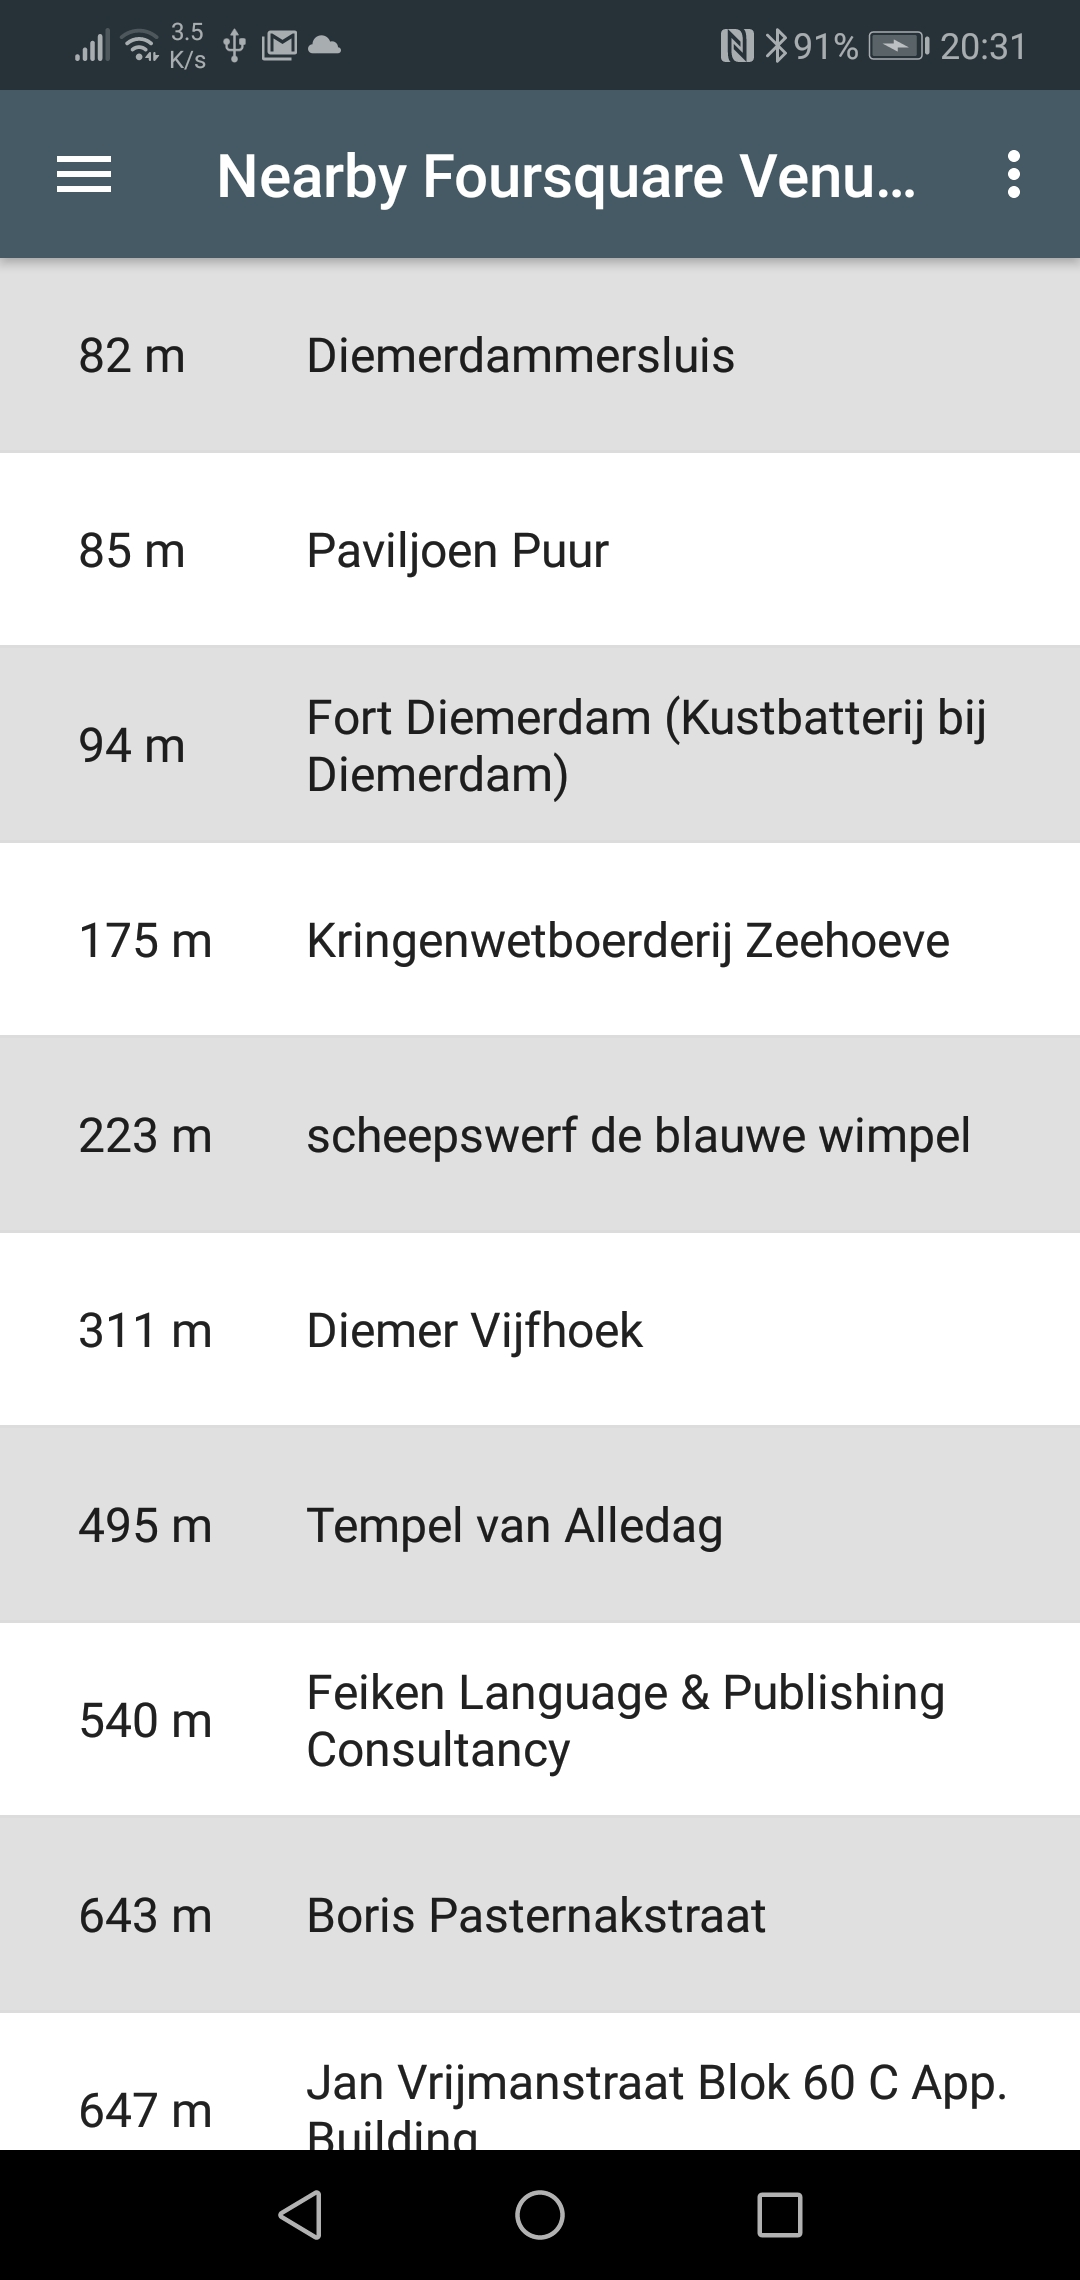 3.5
K/s
91%
20:31
Nearby Foursquare Venu...
82 m Diemerdammersluis
85 m Paviljoen Puur
94 m Fort Diemerdam (Kustbatterij bij
Diemerdam)
175 m Kringenwetboerderij Zeehoeve
223 m scheepswerf de blauwe wimpel
311 m Diemer Vijfhoek
495 m Tempel van Alledag
540 m Feiken Language & Publishing
Consultancy
643 m Boris Pasternakstraat
647 m Jan Vrijmanstraat Blok 60 C App.
Building